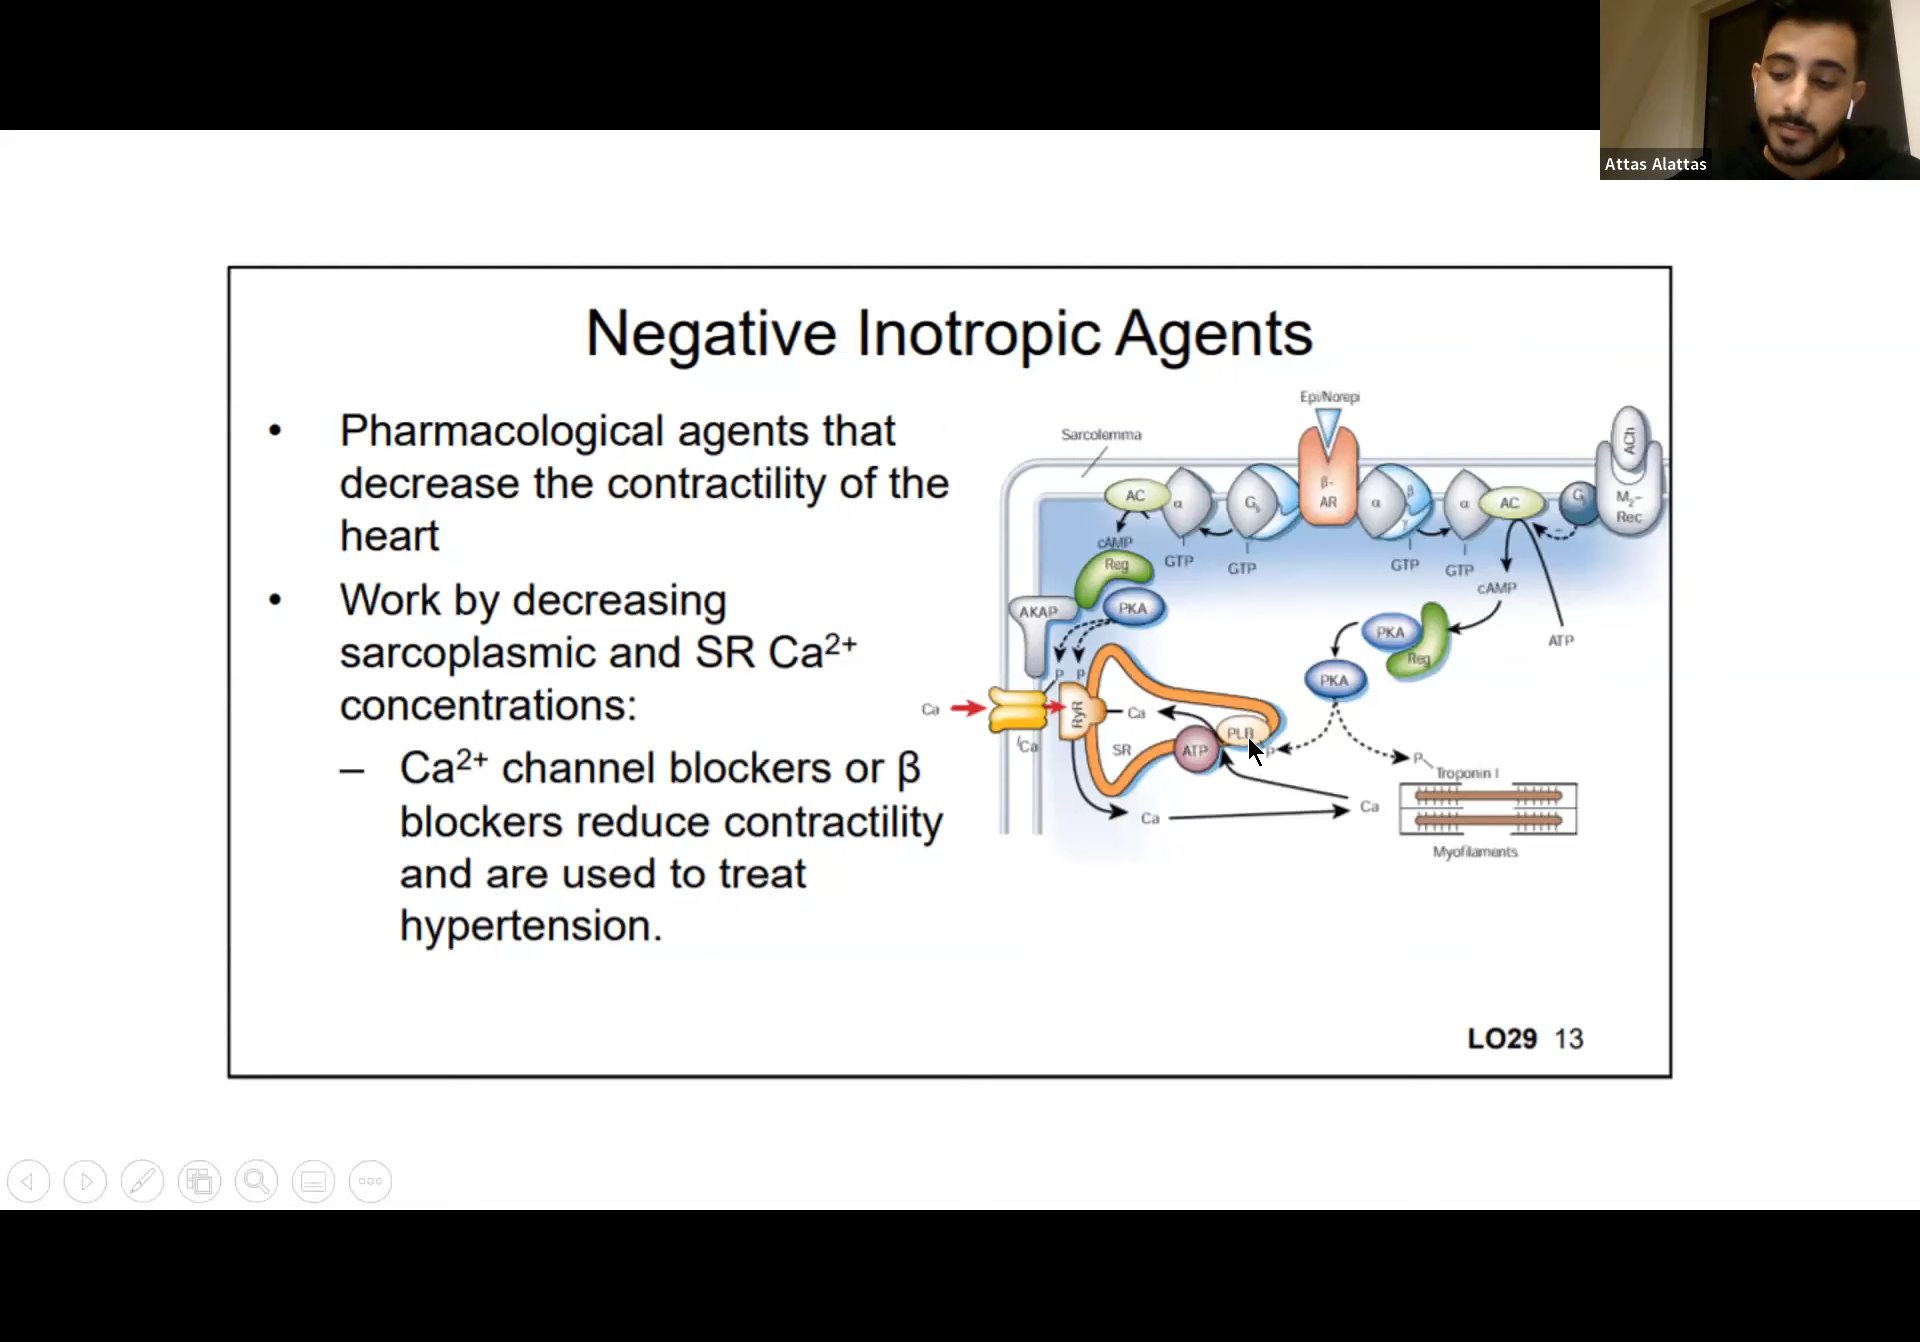 Attas Alattas
Negative Inotropic Agents
• Pharmacological agents that
decrease the contractility of the
heart
• Work by decreasing
sarcoplasmic and SR Ca²⁺
concentrations:
– Ca²⁺ channel blockers or β
blockers reduce contractility
and are used to treat
hypertension.
Epi/Norepi
Sarcolemma
ACh
AC
α
Gs
β-
AR
α
β
γ
α
AC
G
M₂-
Rec
cAMP
GTP
GTP
GTP
GTP
cAMP
Reg
AKAP
PKA
PKA
Reg
ATP
PKA
P
P
Ca
RyR
Ca
ICa
SR
ATP
PLB
P
P
Troponin I
Ca
Ca
Myofilaments
LO29 13